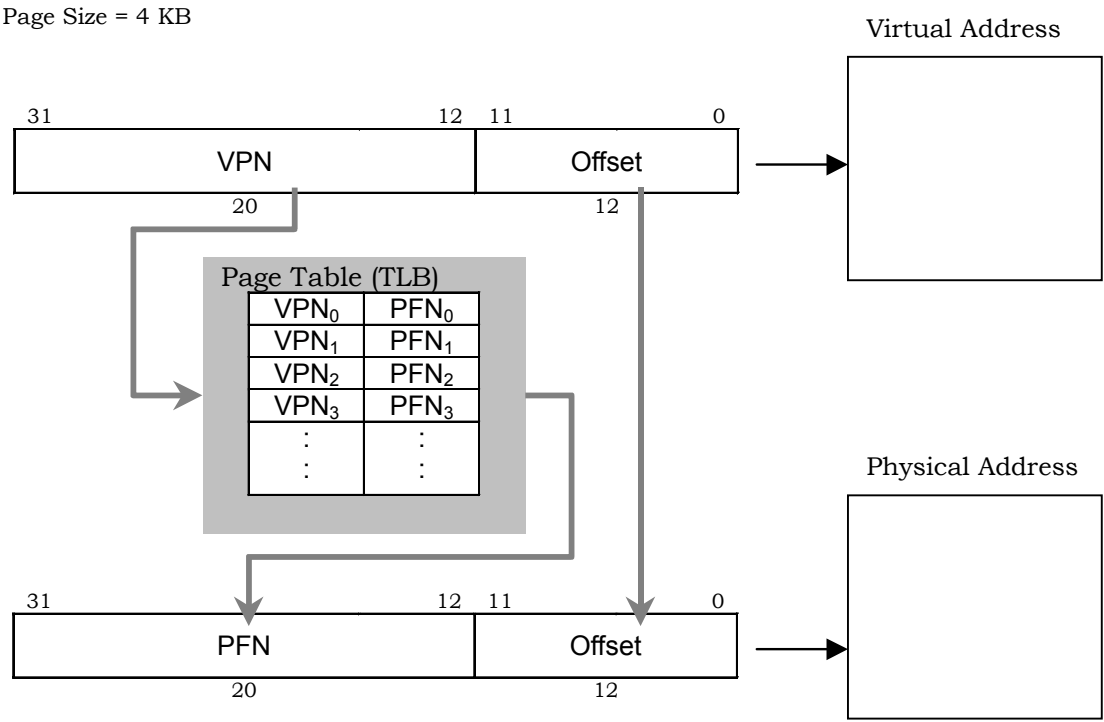 Page Size = 4 KB
Virtual Address
31 12 11 0
VPN Offset
20 12
Page Table (TLB)
VPN₀ PFN₀
VPN₁ PFN₁
VPN₂ PFN₂
VPN₃ PFN₃
: :
: :
Physical Address
31 12 11 0
PFN Offset
20 12